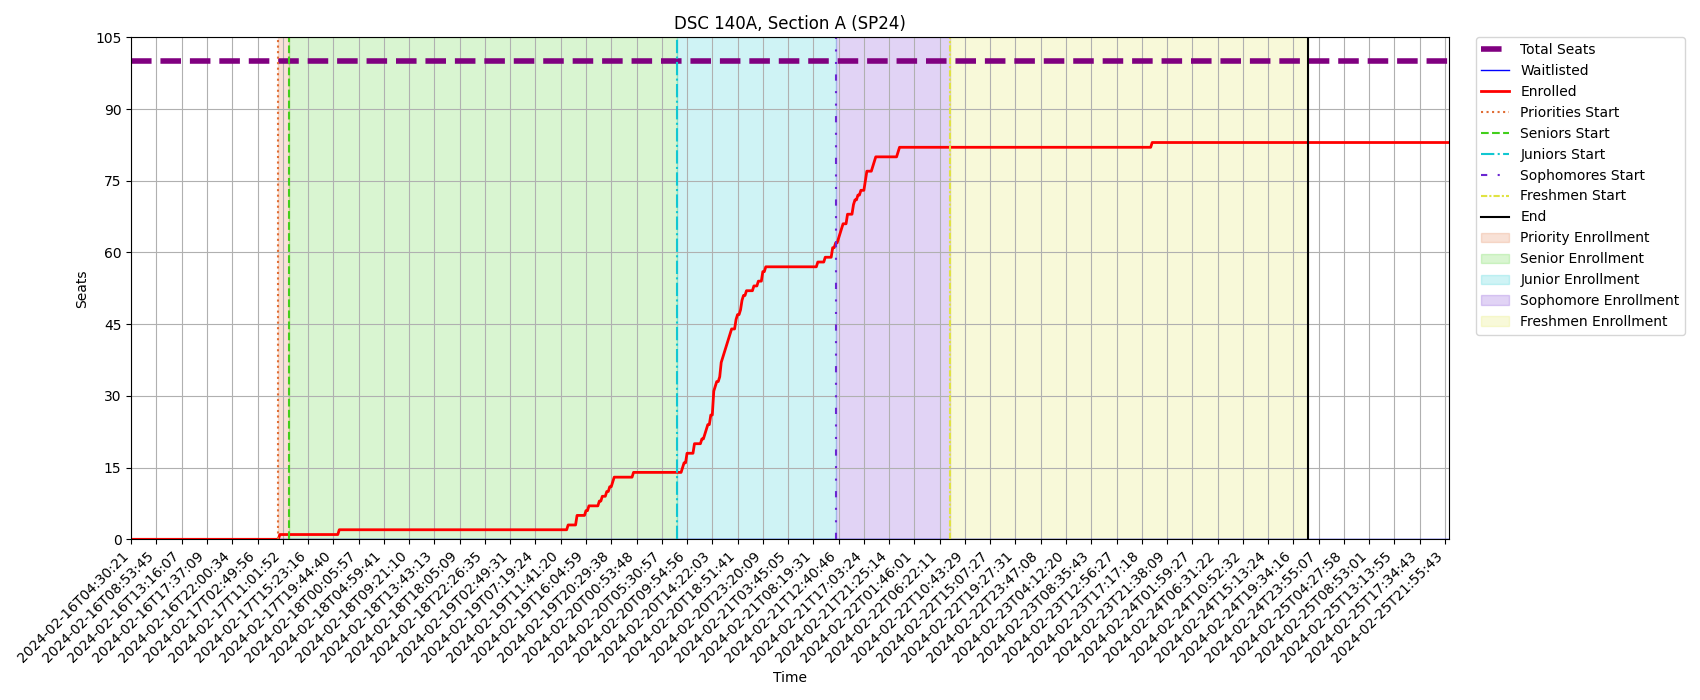 DSC 140A, Section A (SP24)
105
90
75
60
45
30
15
0
Seats
2024-02-16T04:30:21
2024-02-16T08:53:45
2024-02-16T13:16:07
2024-02-16T17:37:09
2024-02-16T22:00:34
2024-02-17T02:49:56
2024-02-17T11:01:52
2024-02-17T15:23:16
2024-02-17T19:44:40
2024-02-18T00:05:57
2024-02-18T04:59:41
2024-02-18T09:21:10
2024-02-18T13:43:13
2024-02-18T18:05:09
2024-02-18T22:26:35
2024-02-19T02:49:31
2024-02-19T07:19:24
2024-02-19T11:41:20
2024-02-19T16:04:59
2024-02-19T20:29:38
2024-02-20T00:53:48
2024-02-20T05:30:57
2024-02-20T09:54:56
2024-02-20T14:22:03
2024-02-20T18:51:41
2024-02-20T23:20:09
2024-02-21T03:45:05
2024-02-21T08:19:31
2024-02-21T12:40:46
2024-02-21T17:03:24
2024-02-21T21:25:14
2024-02-22T01:46:01
2024-02-22T06:22:11
2024-02-22T10:43:29
2024-02-22T15:07:27
2024-02-22T19:27:31
2024-02-22T23:47:08
2024-02-23T04:12:20
2024-02-23T08:35:43
2024-02-23T12:56:27
2024-02-23T17:17:18
2024-02-23T21:38:09
2024-02-24T01:59:27
2024-02-24T06:31:22
2024-02-24T10:52:32
2024-02-24T15:13:24
2024-02-24T19:34:16
2024-02-24T23:55:07
2024-02-25T04:27:58
2024-02-25T08:53:01
2024-02-25T13:13:55
2024-02-25T17:34:43
2024-02-25T21:55:43
Time
Total Seats
Waitlisted
Enrolled
Priorities Start
Seniors Start
Juniors Start
Sophomores Start
Freshmen Start
End
Priority Enrollment
Senior Enrollment
Junior Enrollment
Sophomore Enrollment
Freshmen Enrollment